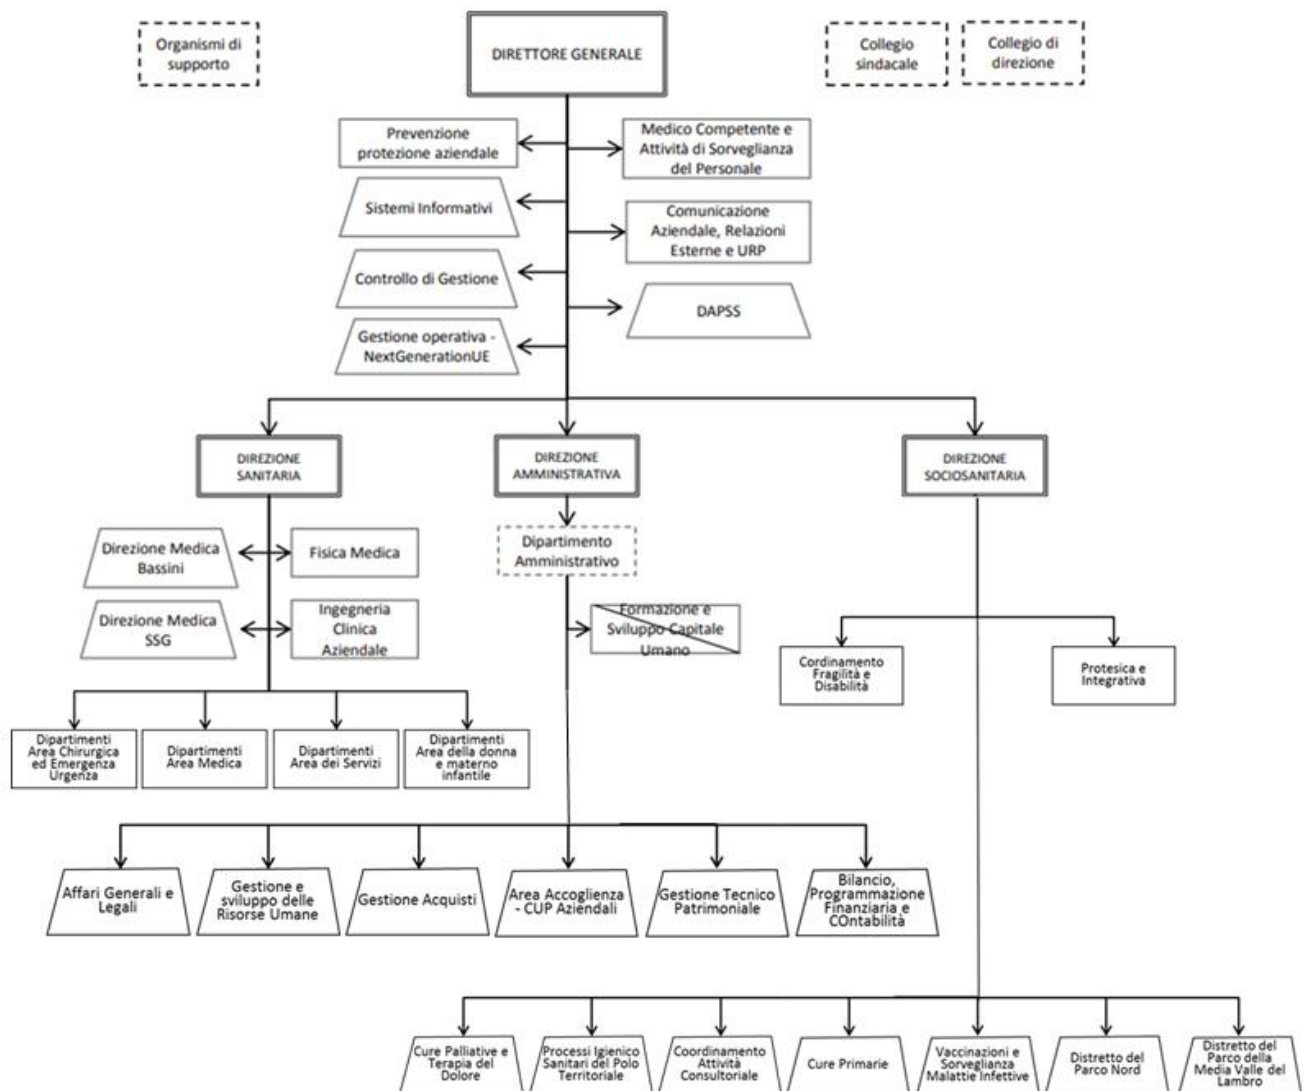 Organismi di
supporto
DIRETTORE GENERALE
Collegio
sindacale
Collegio di
direzione
Prevenzione
protezione aziendale
Medico Competente e
Attività di Sorveglianza
del Personale
Sistemi Informativi
Comunicazione
Aziendale, Relazioni
Esterne e URP
Controllo di Gestione
DAPSS
Gestione operativa -
NextGenerationUE
DIREZIONE
SANITARIA
DIREZIONE
AMMINISTRATIVA
DIREZIONE
SOCIOSANITARIA
Direzione Medica
Bassini
Fisica Medica
Dipartimento
Amministrativo
Direzione Medica
SSG
Ingegneria
Clinica
Aziendale
Formazione e
Sviluppo Capitale
Umano
Cordinamento
Fragilità e
Disabilità
Protesica e
Integrativa
Dipartimenti
Area Chirurgica
ed Emergenza
Urgenza
Dipartimenti
Area Medica
Dipartimenti
Area dei Servizi
Dipartimenti
Area della donna
e materno
infantile
Affari Generali e
Legali
Gestione e
sviluppo delle
Risorse Umane
Gestione Acquisti
Area Accoglienza
- CUP Aziendali
Gestione Tecnico
Patrimoniale
Bilancio,
Programmazione
Finanziaria e
COntabilità
Cure Palliative e
Terapia del
Dolore
Processi Igienico
Sanitari del Polo
Territoriale
Coordinamento
Attività
Consultoriale
Cure Primarie
Vaccinazioni e
Sorveglianza
Malattie Infettive
Distretto del
Parco Nord
Distretto del
Parco della
Media Valle del
Lambro